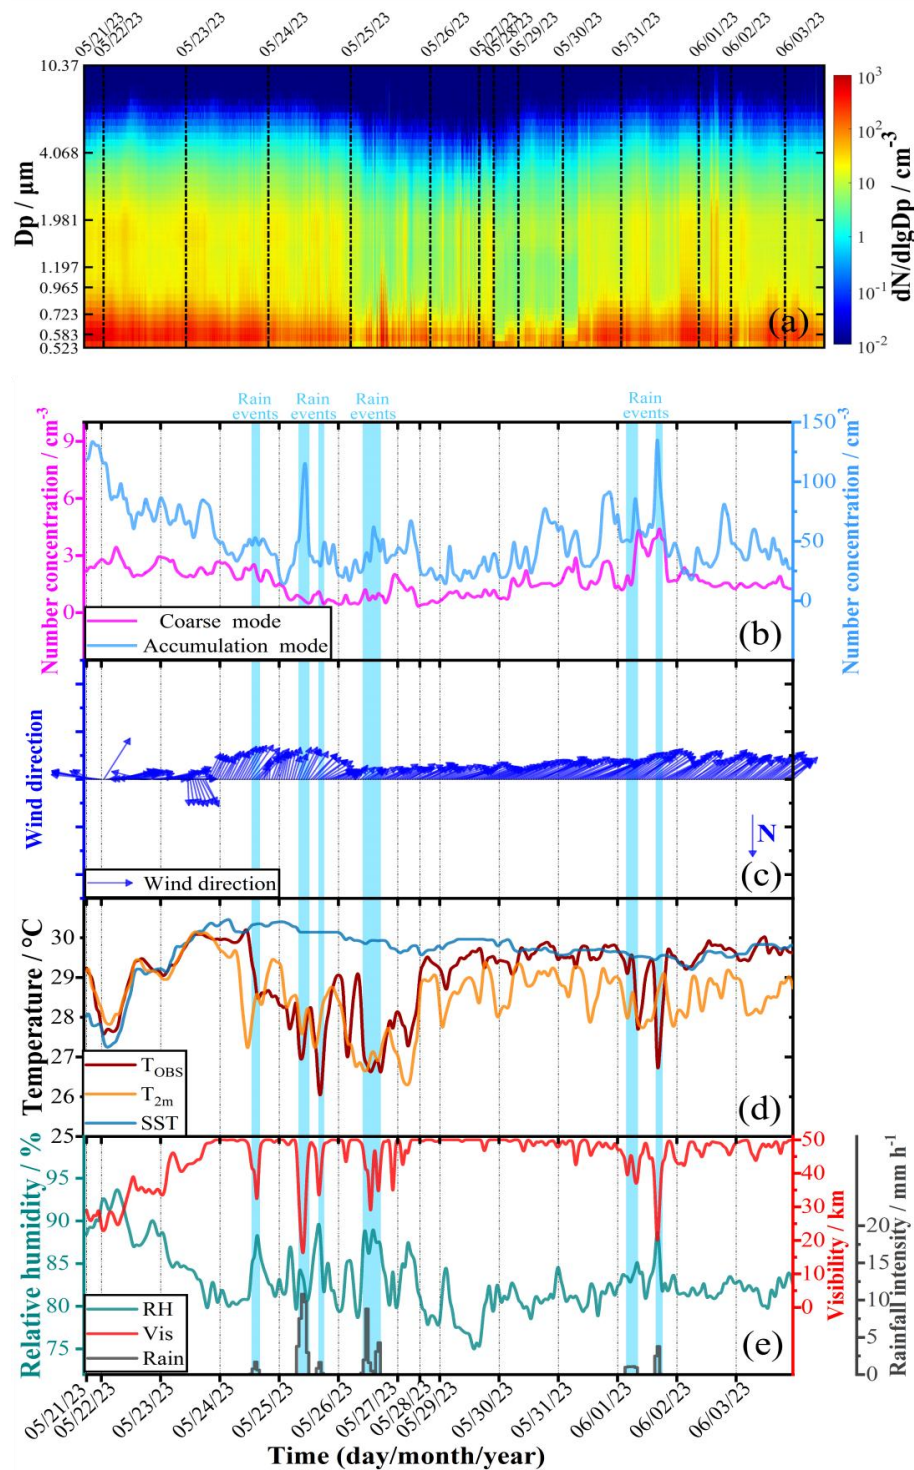 05/21/23
05/22/23
05/23/23
05/24/23
05/25/23
05/26/23
05/27/23
05/28/23
05/29/23
05/30/23
05/31/23
06/01/23
06/02/23
06/03/23
Dp / μm
10.37
4.068
1.981
1.197
0.965
0.723
0.583
0.523
(a)
10³
10²
10
1
10⁻¹
10⁻²
dN/dlgDp / cm⁻³
Rain events
Rain events
Rain events
Rain events
Number concentration / cm⁻³
9
6
3
0
150
100
50
0
Number concentration / cm⁻³
Coarse mode
Accumulation mode
(b)
Wind direction
N
Wind direction
(c)
Temperature / °C
30
29
28
27
26
25
T_OBS
T_2m
SST
(d)
Relative humidity / %
95
90
85
80
75
50
40
30
20
10
0
Visibility / km
20
15
10
5
0
Rainfall intensity / mm h⁻¹
RH
Vis
Rain
(e)
05/21/23
05/22/23
05/23/23
05/24/23
05/25/23
05/26/23
05/27/23
05/28/23
05/29/23
05/30/23
05/31/23
06/01/23
06/02/23
06/03/23
Time (day/month/year)